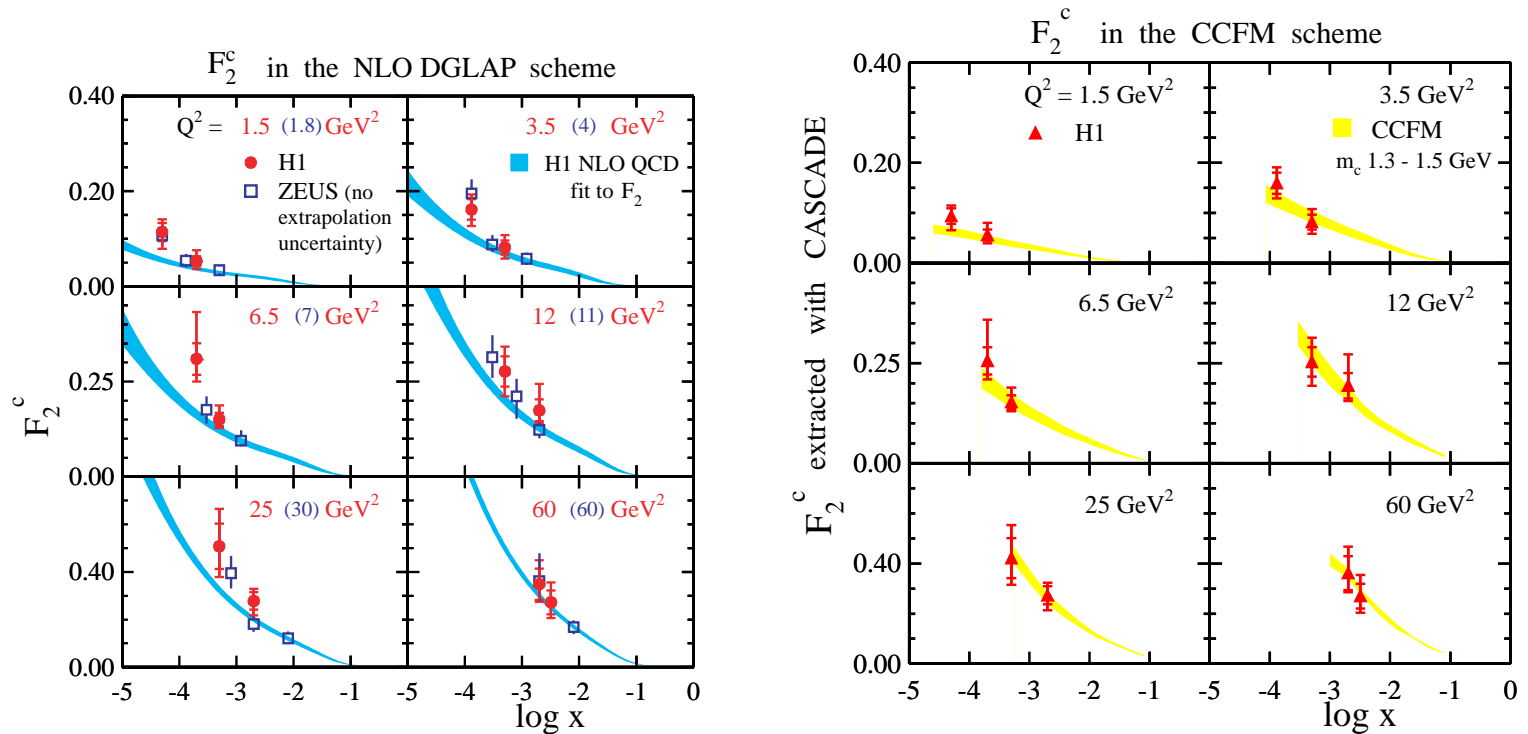 F₂ᶜ in the NLO DGLAP scheme
0.40
Q² = 1.5 (1.8) GeV²
3.5 (4) GeV²
H1
H1 NLO QCD
fit to F₂
ZEUS (no
extrapolation
uncertainty)
0.20
0.00
6.5 (7) GeV²
12 (11) GeV²
0.25
0.00
25 (30) GeV²
60 (60) GeV²
0.40
0.00
F₂ᶜ
-5 -4 -3 -2 -1 -5 -4 -3 -2 -1 0
log x
F₂ᶜ in the CCFM scheme
0.40
Q² = 1.5 GeV²
3.5 GeV²
H1
CCFM
m_c 1.3 - 1.5 GeV
0.20
0.00
6.5 GeV²
12 GeV²
0.25
0.00
25 GeV²
60 GeV²
0.40
0.00
F₂ᶜ extracted with CASCADE
-5 -4 -3 -2 -1 -5 -4 -3 -2 -1 0
log x